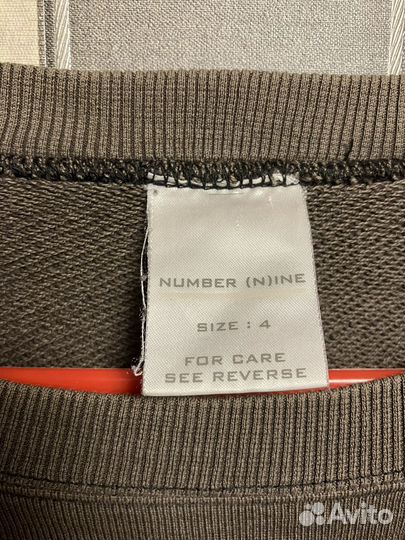 NUMBER (N)INE
SIZE : 4
FOR CARE
SEE REVERSE
Avito